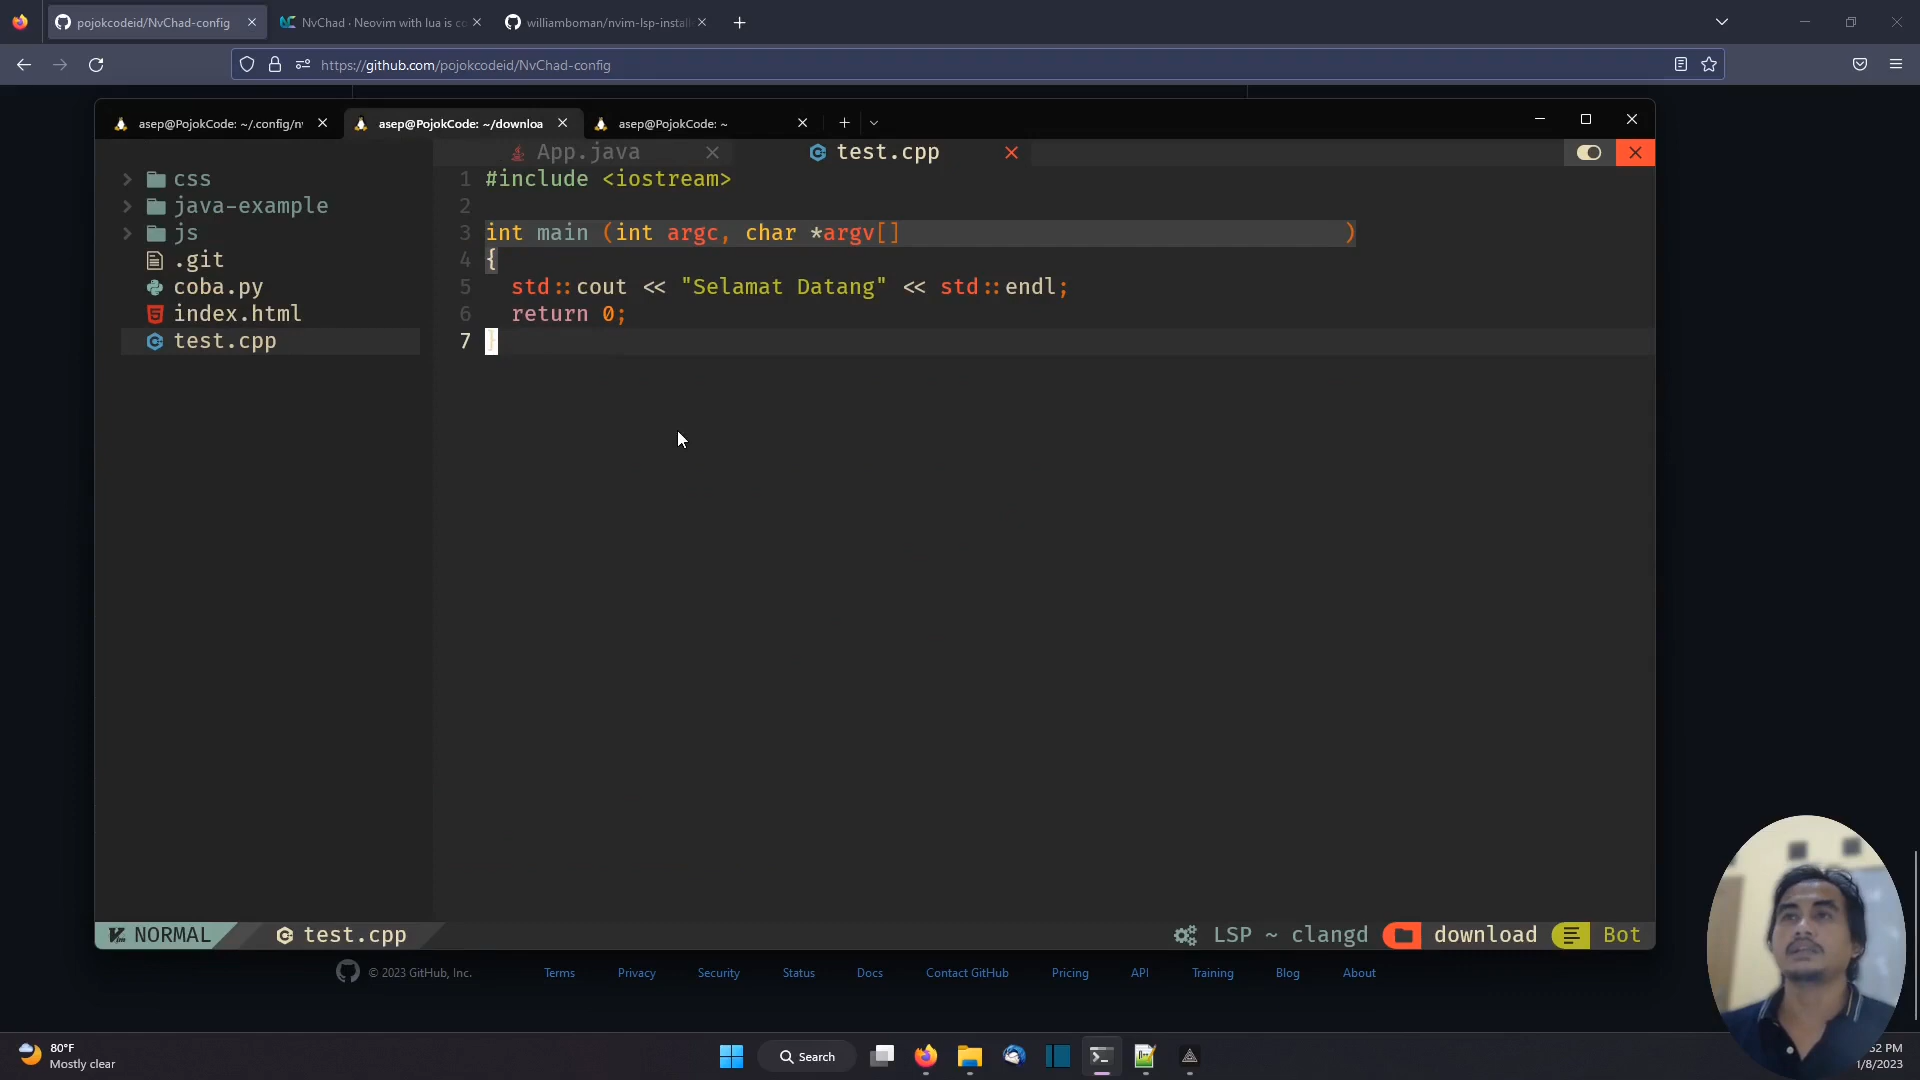 pojokcodeid/NvChad-config
NvChad · Neovim with lua is co
williamboman/nvim-lsp-install
https://github.com/pojokcodeid/NvChad-config
asep@PojokCode: ~/.config/nv
asep@PojokCode: ~/downloa
asep@PojokCode: ~
App.java
test.cpp
css
java-example
js
.git
coba.py
index.html
test.cpp
1 #include <iostream>
2
3 int main (int argc, char *argv[] )
4 {
5 std::cout << "Selamat Datang" << std::endl;
6 return 0;
7 }
NORMAL
test.cpp
LSP ~ clangd
download
Bot
© 2023 GitHub, Inc.
Terms
Privacy
Security
Status
Docs
Contact GitHub
Pricing
API
Training
Blog
About
80°F
Mostly clear
Search
52 PM
1/8/2023